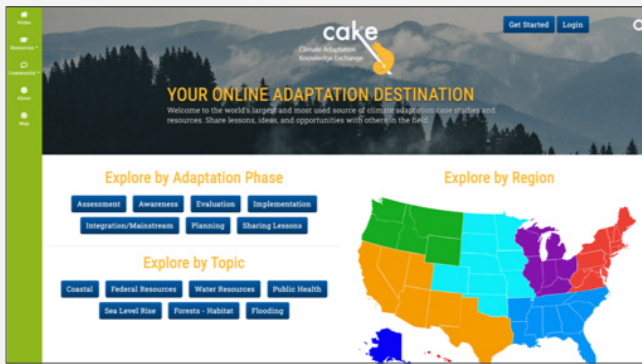 Home
Resources
Community
About
Map
Get Started
Login
cake
Climate Adaptation
Knowledge Exchange
YOUR ONLINE ADAPTATION DESTINATION
Welcome to the world's largest and most used source of climate adaptation case studies and
resources. Share lessons, ideas, and opportunities with others in the field.
Explore by Adaptation Phase
Assessment
Awareness
Evaluation
Implementation
Integration/Mainstream
Planning
Sharing Lessons
Explore by Topic
Coastal
Federal Resources
Water Resources
Public Health
Sea Level Rise
Forests - Habitat
Flooding
Explore by Region